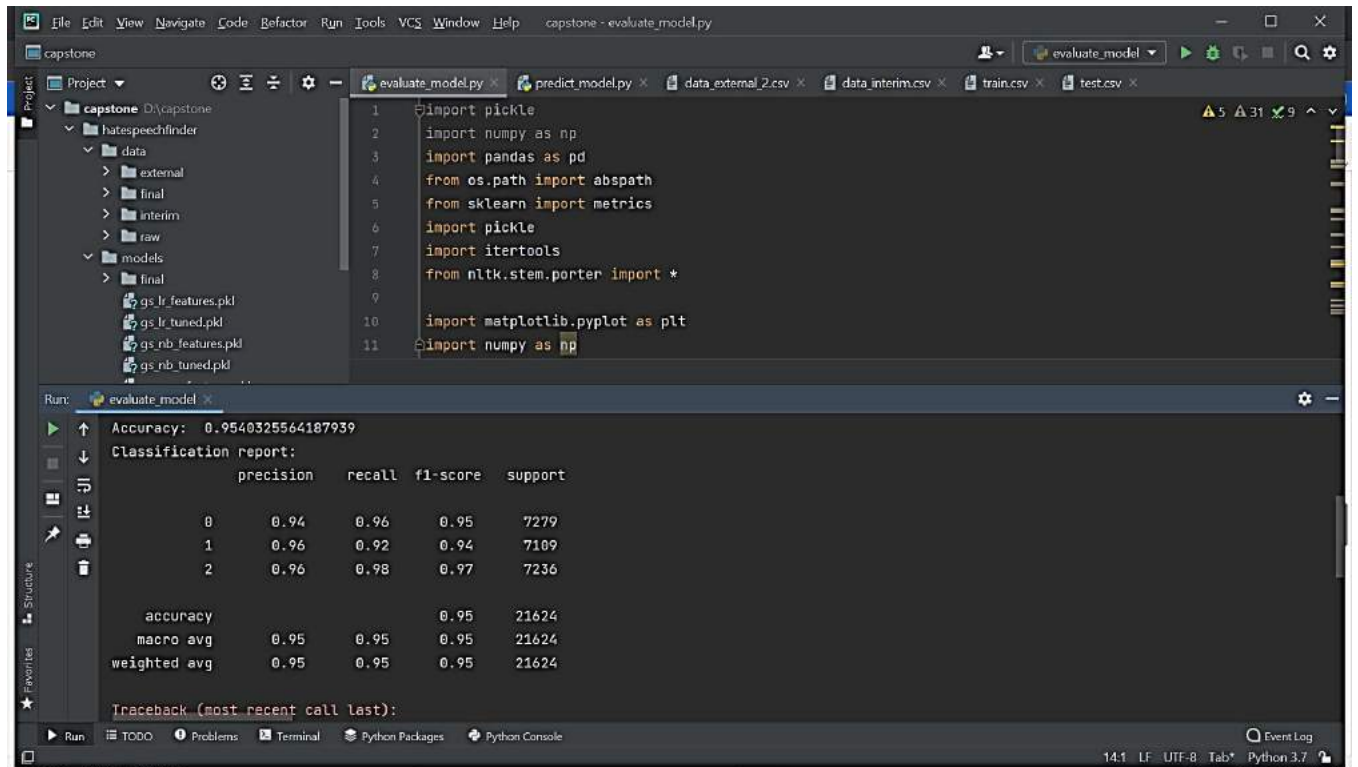 File Edit View Navigate Code Refactor Run Tools VCS Window Help capstone - evaluate_model.py
capstone
evaluate_model
Project
evaluate_model.py predict_model.py data_external_2.csv data_interim.csv train.csv test.csv
Project
capstone D:\capstone
hatespeechfinder
data
external
final
interim
raw
models
final
gs_lr_features.pkl
gs_lr_tuned.pkl
gs_nb_features.pkl
gs_nb_tuned.pkl
1 import pickle
2 import numpy as np
3 import pandas as pd
4 from os.path import abspath
5 from sklearn import metrics
6 import pickle
7 import itertools
8 from nltk.stem.porter import *
9
10 import matplotlib.pyplot as plt
11 import numpy as np
5 31 9
Run: evaluate_model
Accuracy: 0.9540325564187939
Classification report:
precision recall f1-score support
0 0.94 0.96 0.95 7279
1 0.96 0.92 0.94 7109
2 0.96 0.98 0.97 7236
accuracy 0.95 21624
macro avg 0.95 0.95 0.95 21624
weighted avg 0.95 0.95 0.95 21624
Traceback (most recent call last):
Structure
Favorites
Run TODO Problems Terminal Python Packages Python Console Event Log
14:1 LF UTF-8 Tab* Python 3.7